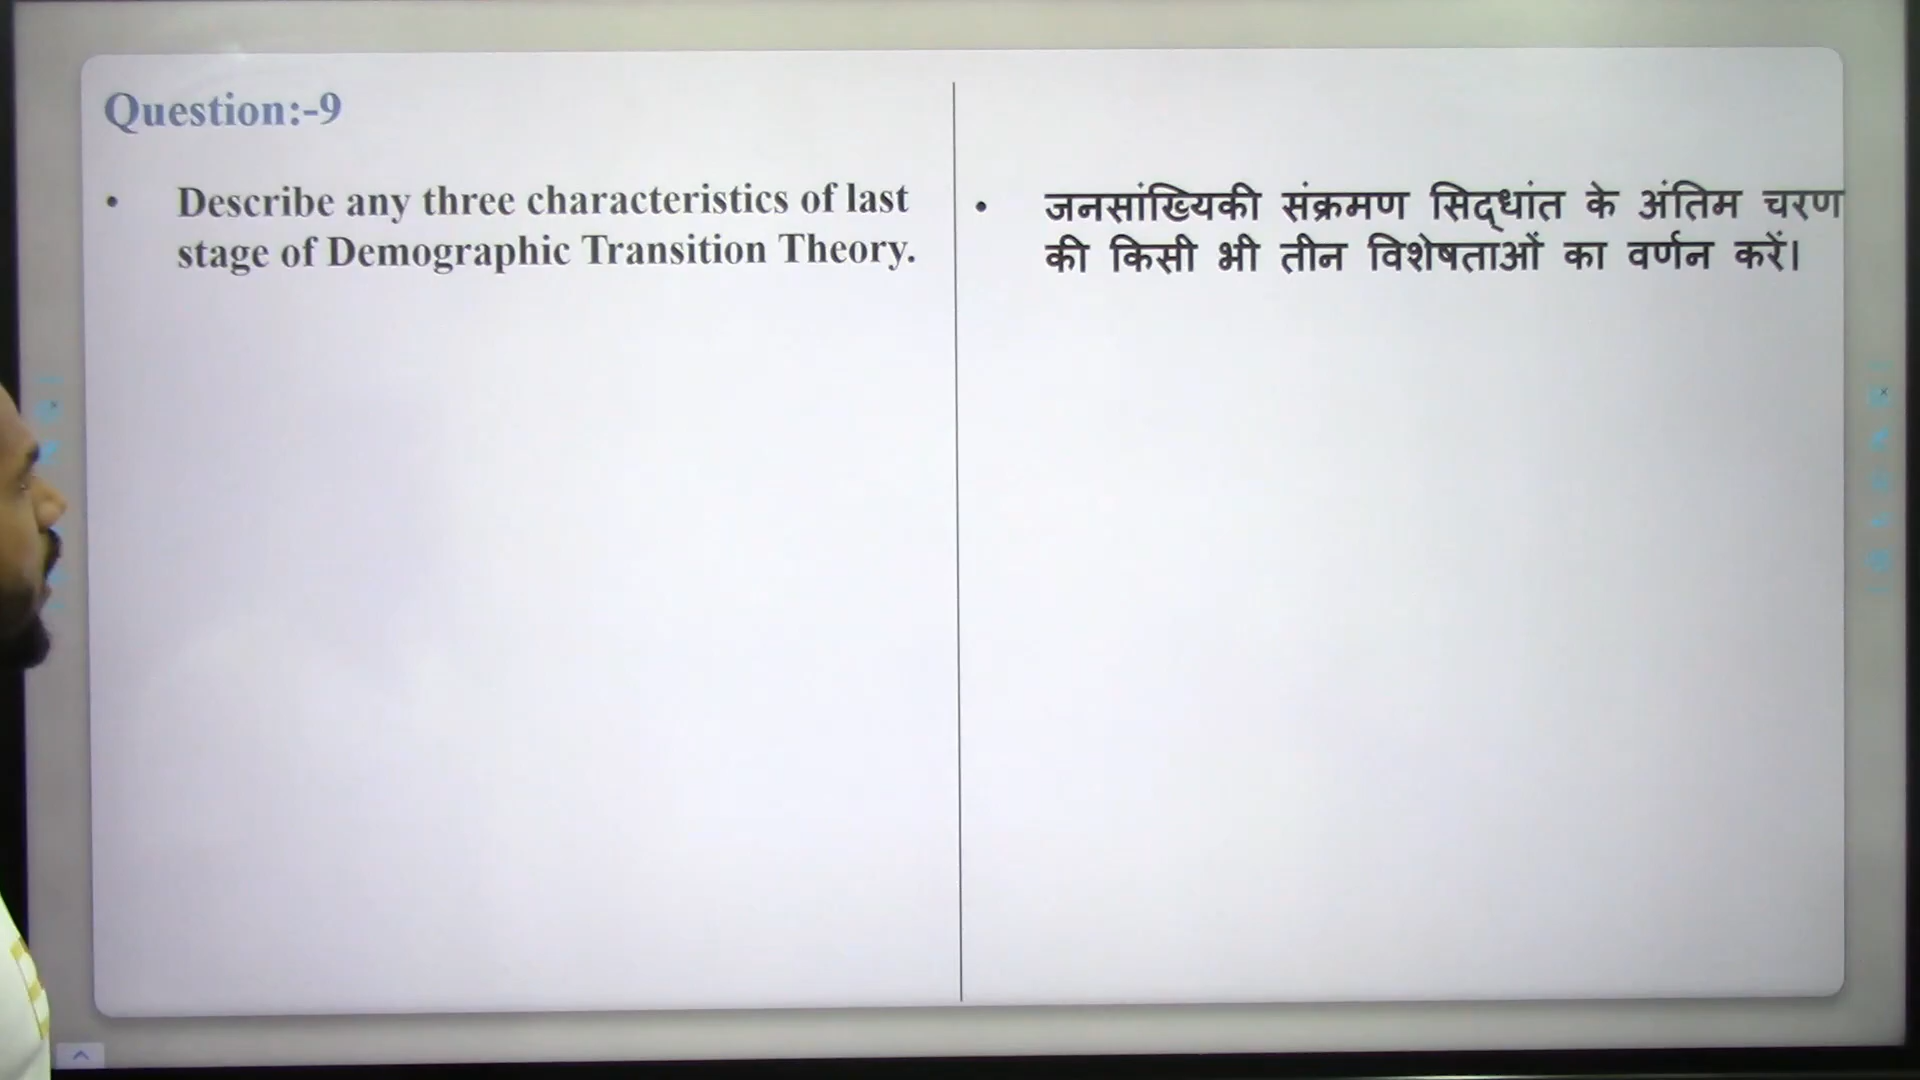 Question:-9
• Describe any three characteristics of last
stage of Demographic Transition Theory.
• जनसांख्यिकी संक्रमण सिद्धांत के अंतिम चरण
की किसी भी तीन विशेषताओं का वर्णन करें।